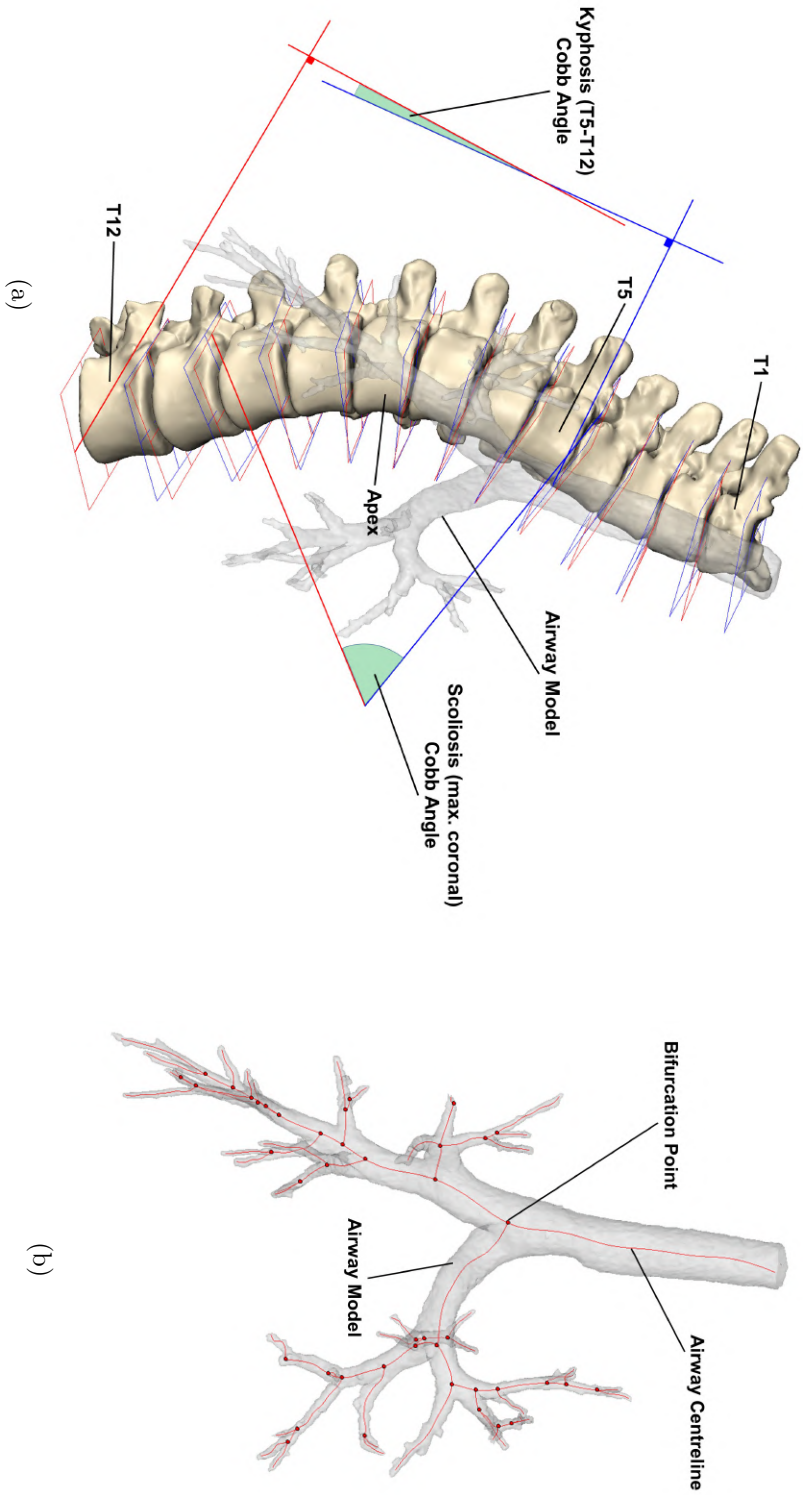 Kyphosis (T5-T12)
Cobb Angle
T12
T5
T1
Apex
Airway Model
Scoliosis (max. coronal)
Cobb Angle
(a)
Bifurcation Point
Airway Model
Airway Centreline
(b)